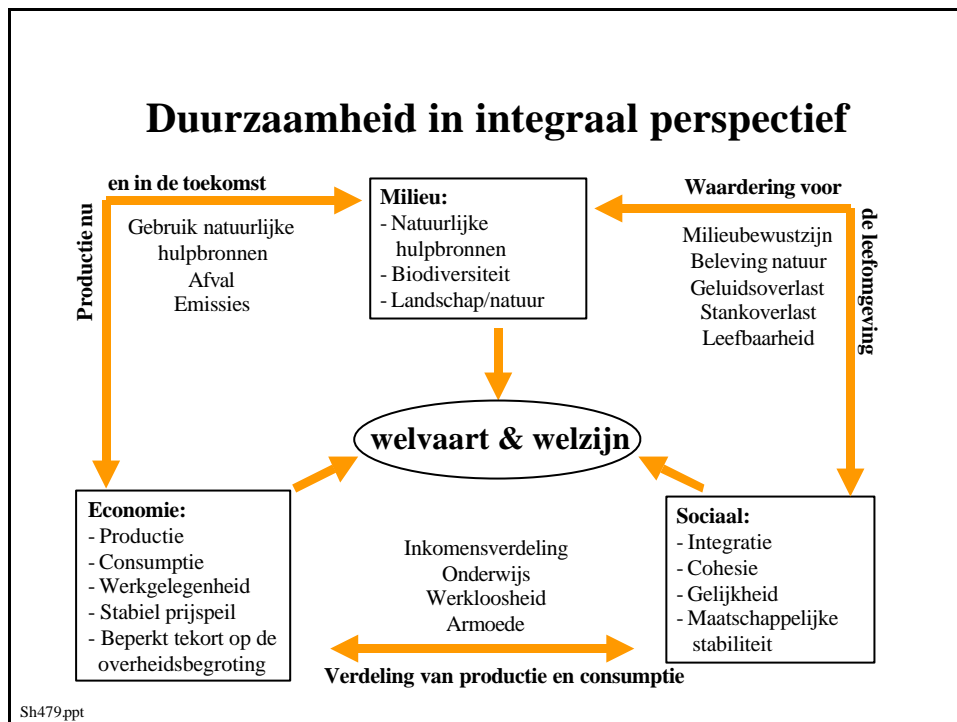 Duurzaamheid in integraal perspectief
en in de toekomst
Productie nu
Gebruik natuurlijke
hulpbronnen
Afval
Emissies
Milieu:
- Natuurlijke
hulpbronnen
- Biodiversiteit
- Landschap/natuur
Waardering voor
de leefomgeving
Milieubewustzijn
Beleving natuur
Geluidsoverlast
Stankoverlast
Leefbaarheid
welvaart & welzijn
Economie:
- Productie
- Consumptie
- Werkgelegenheid
- Stabiel prijspeil
- Beperkt tekort op de
overheidsbegroting
Inkomensverdeling
Onderwijs
Werkloosheid
Armoede
Verdeling van productie en consumptie
Sociaal:
- Integratie
- Cohesie
- Gelijkheid
- Maatschappelijke
stabiliteit
Sh479.ppt